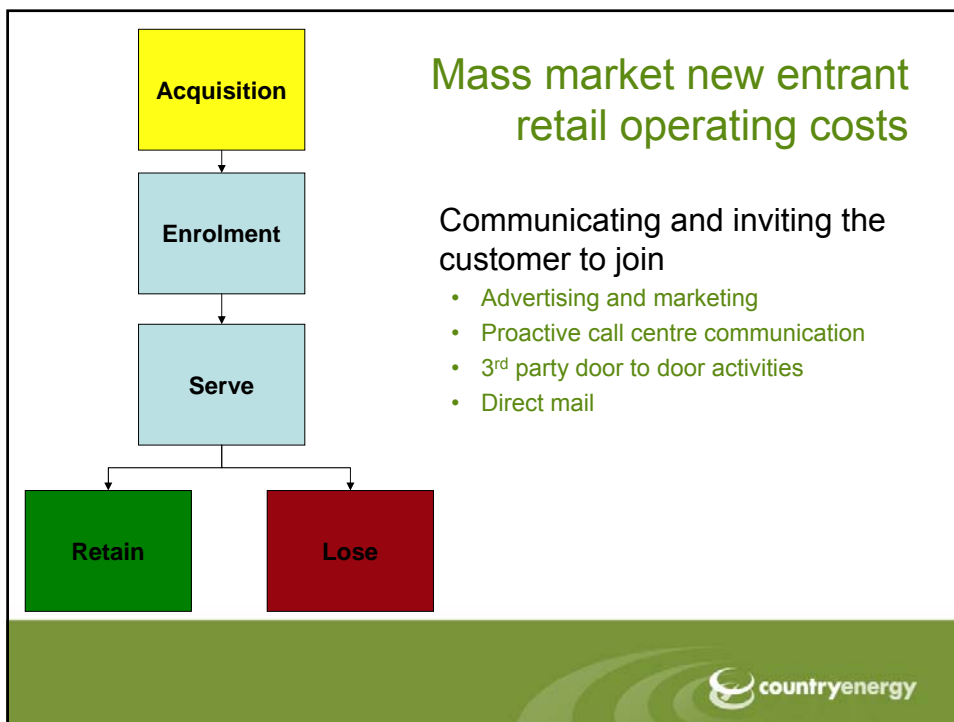 Acquisition
Enrolment
Serve
Retain
Lose
Mass market new entrant
retail operating costs
Communicating and inviting the
customer to join
• Advertising and marketing
• Proactive call centre communication
• 3rd party door to door activities
• Direct mail
countryenergy